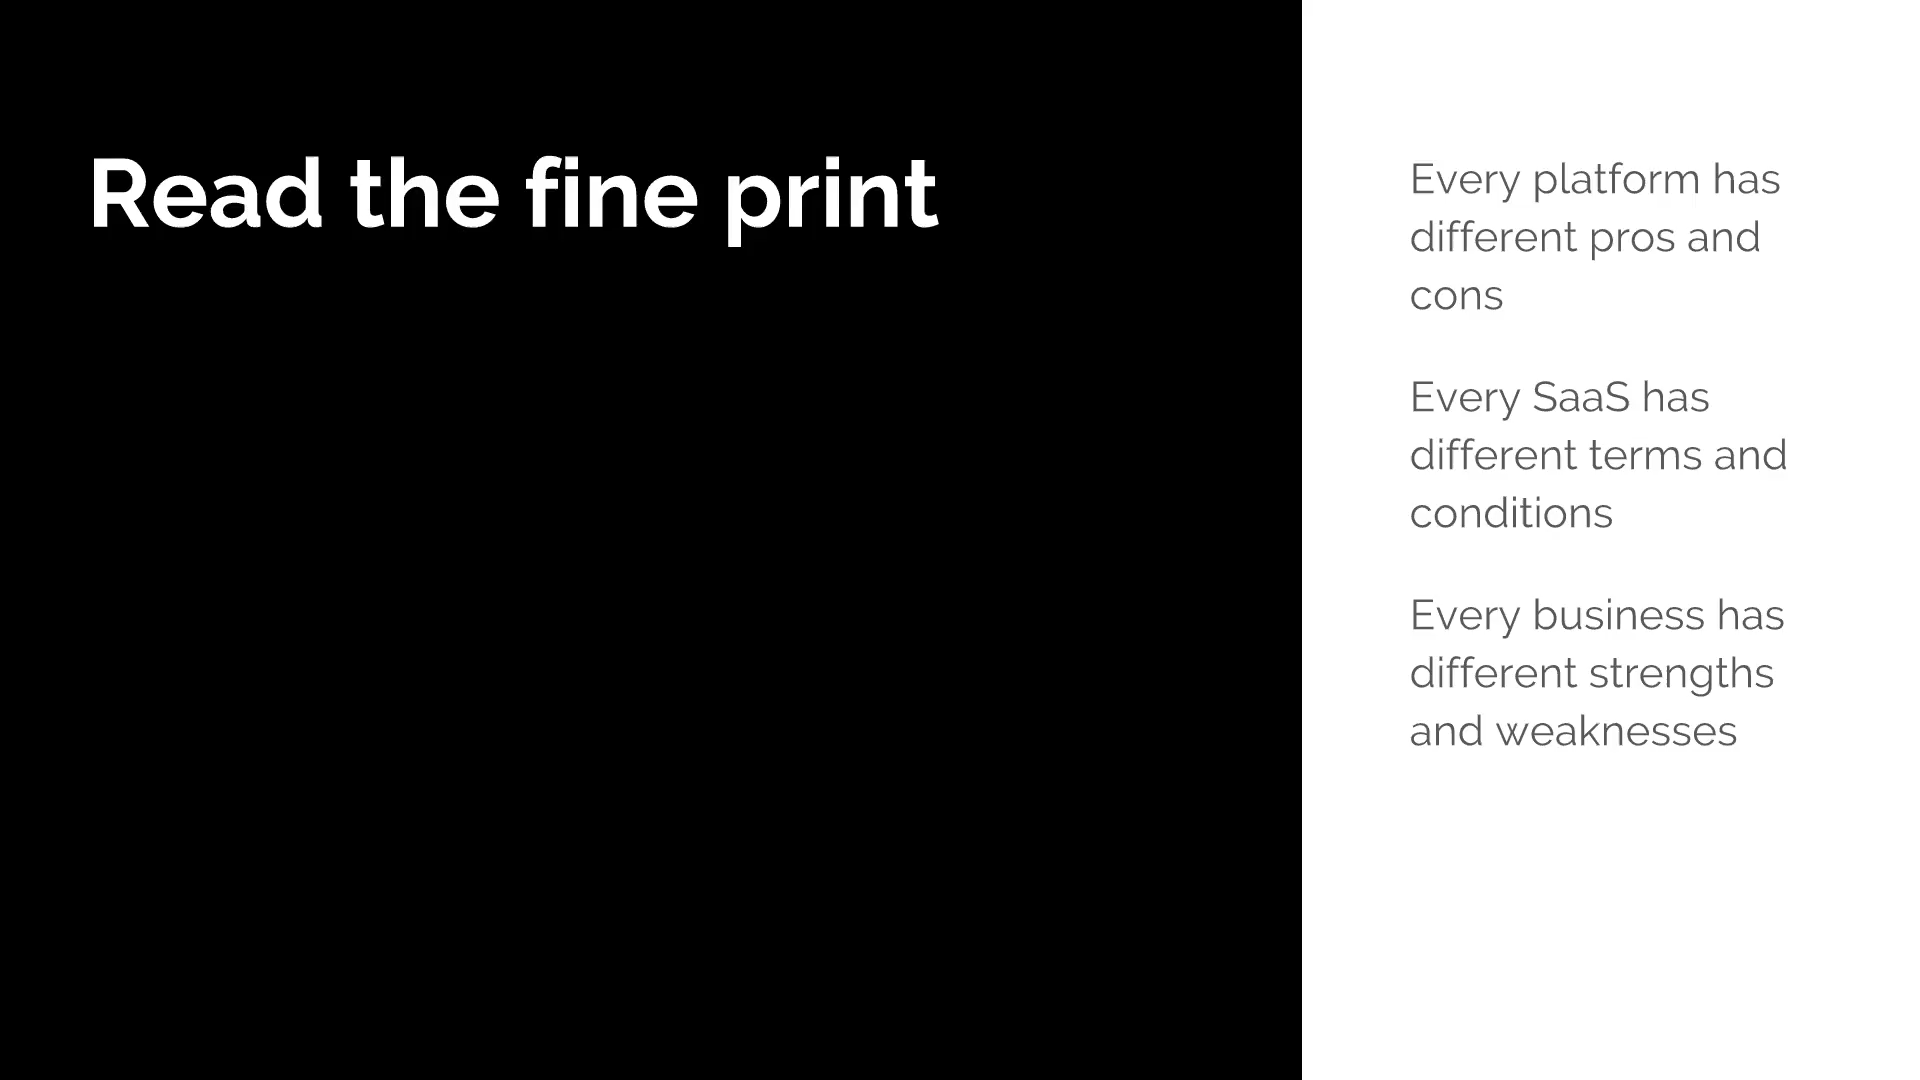 Read the fine print
Every platform has
different pros and
cons
Every SaaS has
different terms and
conditions
Every business has
different strengths
and weaknesses